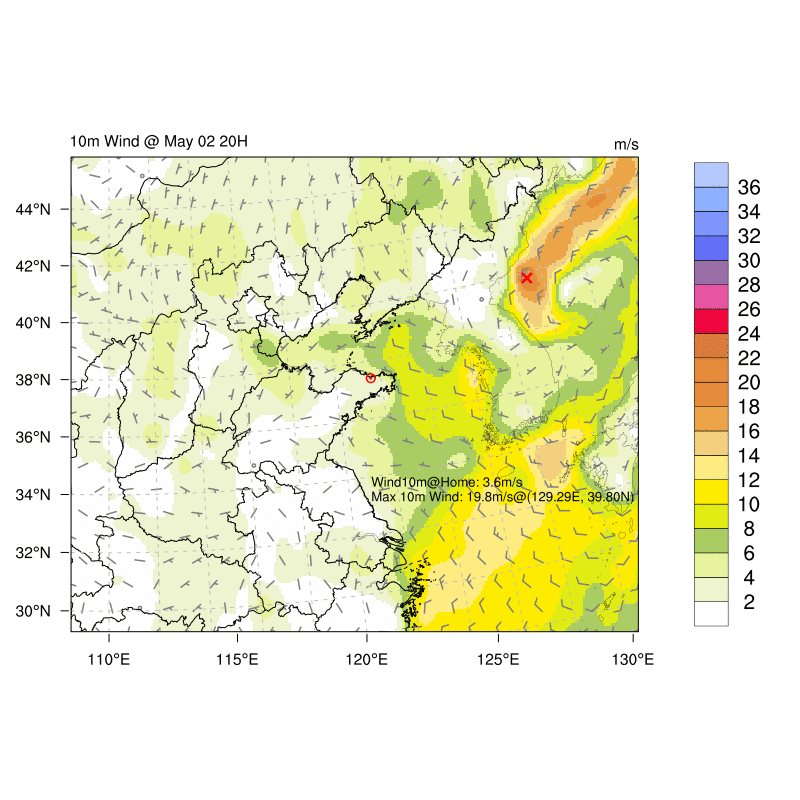 10m Wind @ May 02 20H
m/s
44°N
42°N
40°N
38°N
36°N
34°N
32°N
30°N
110°E
115°E
120°E
125°E
130°E
Wind10m@Home: 3.6m/s
Max 10m Wind: 19.8m/s@(129.29E, 39.80N)
36
34
32
30
28
26
24
22
20
18
16
14
12
10
8
6
4
2